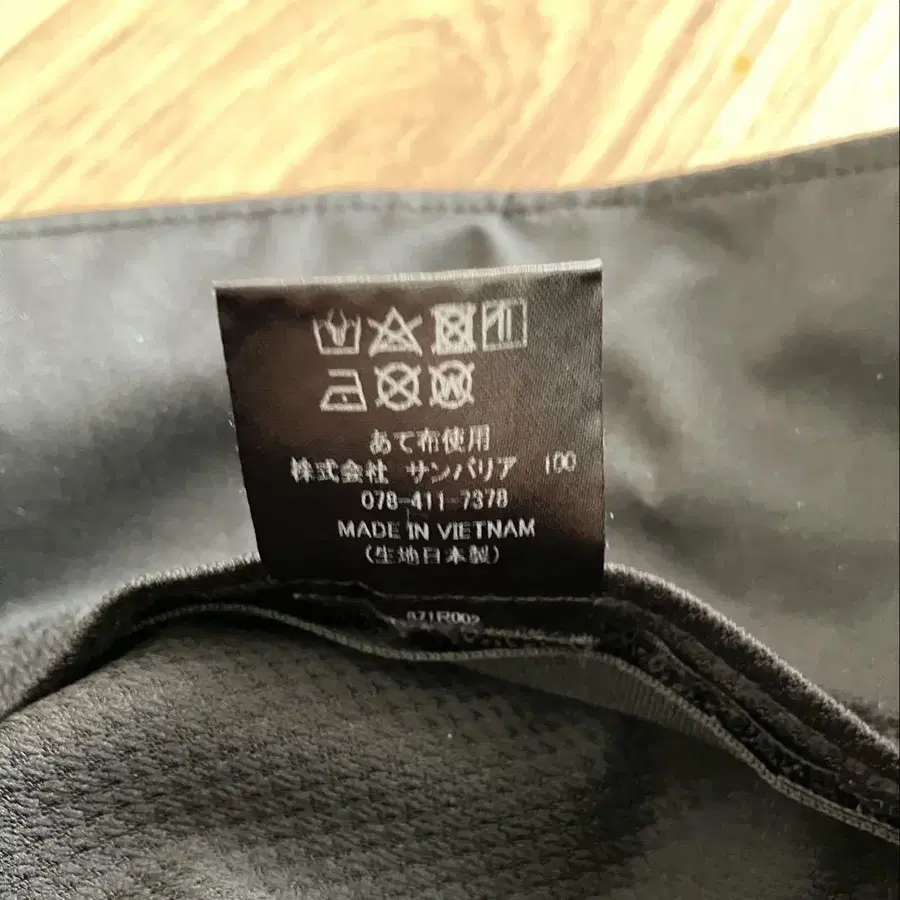 あて布使用
株式会社 サンバリア 100
078-411-7378
MADE IN VIETNAM
(生地日本製)